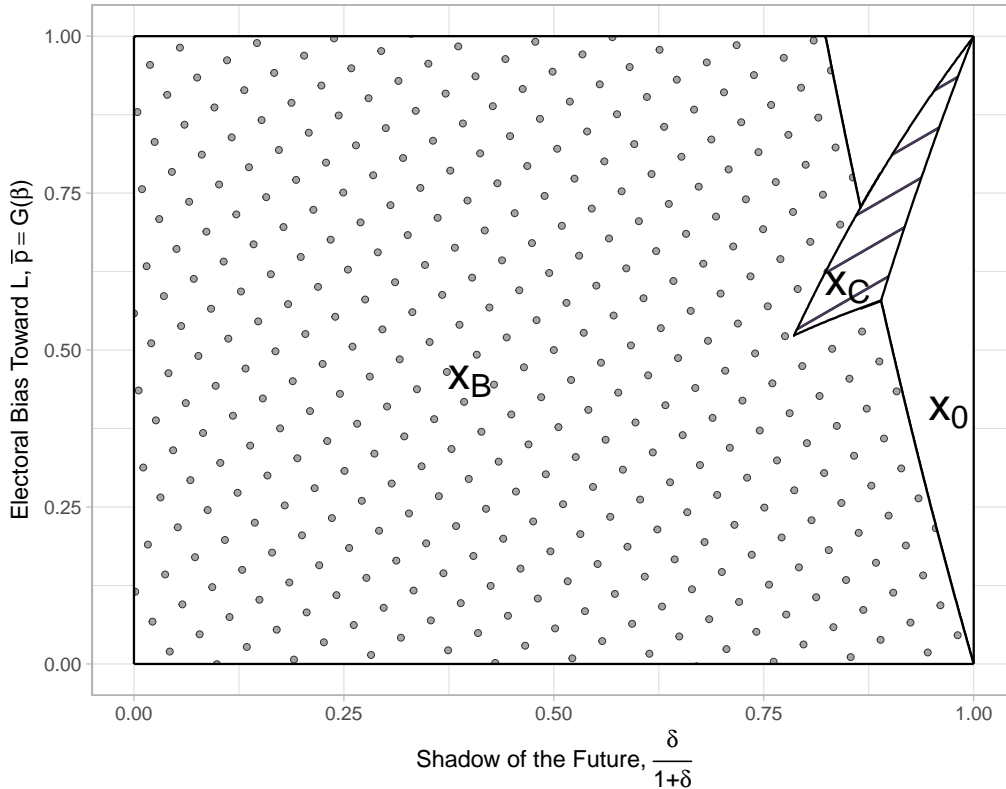 1.00
0.75
0.50
0.25
0.00
Electoral Bias Toward L, p̅ = G(β)
x_C
x_B
x_0
0.00 0.25 0.50 0.75 1.00
Shadow of the Future, δ/1+δ